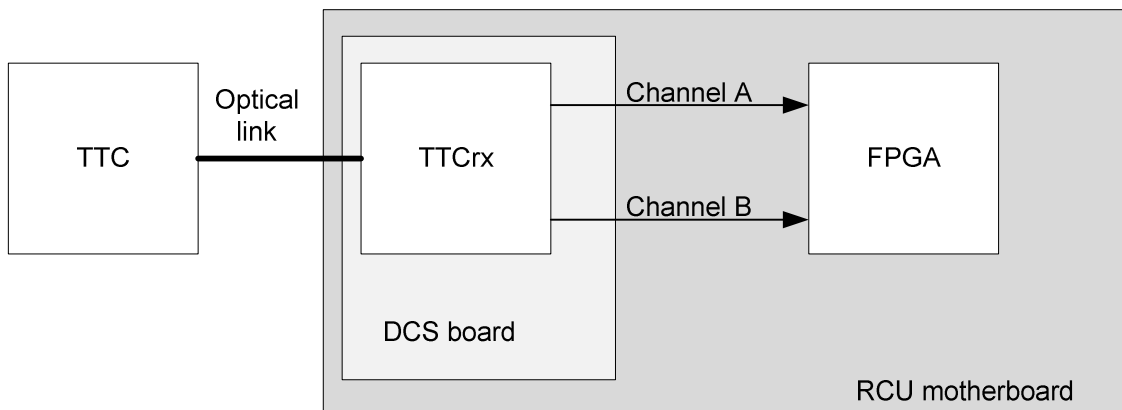 Optical
link
TTC
TTCrx
Channel A
Channel B
FPGA
DCS board
RCU motherboard